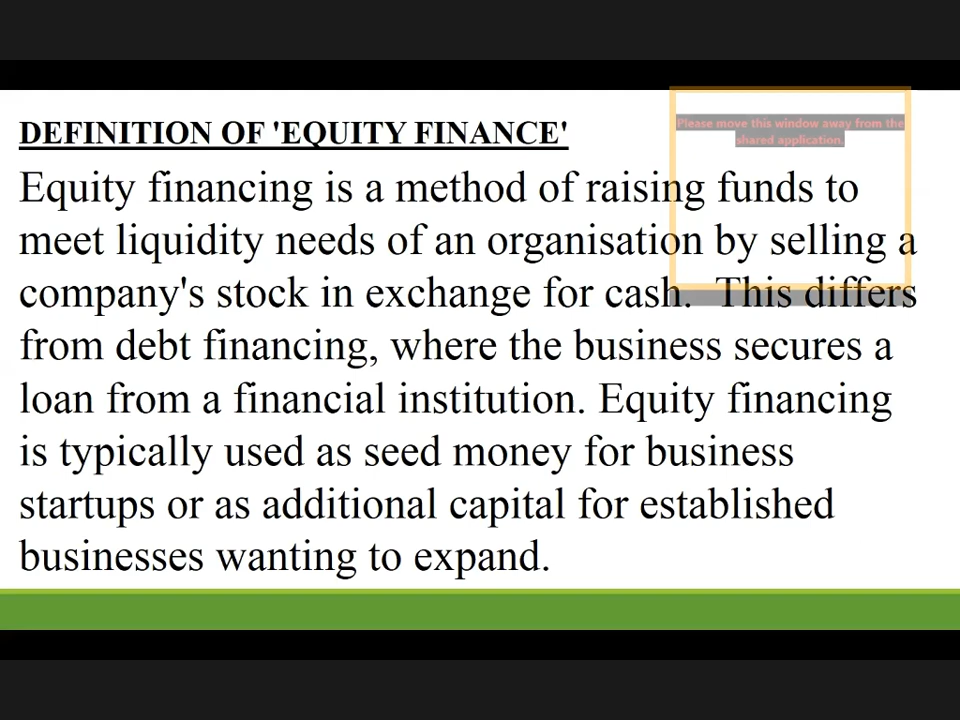 DEFINITION OF 'EQUITY FINANCE'
Please move this window away from the
shared application.
Equity financing is a method of raising funds to
meet liquidity needs of an organisation by selling a
company's stock in exchange for cash.  This differs
from debt financing, where the business secures a
loan from a financial institution. Equity financing
is typically used as seed money for business
startups or as additional capital for established
businesses wanting to expand.